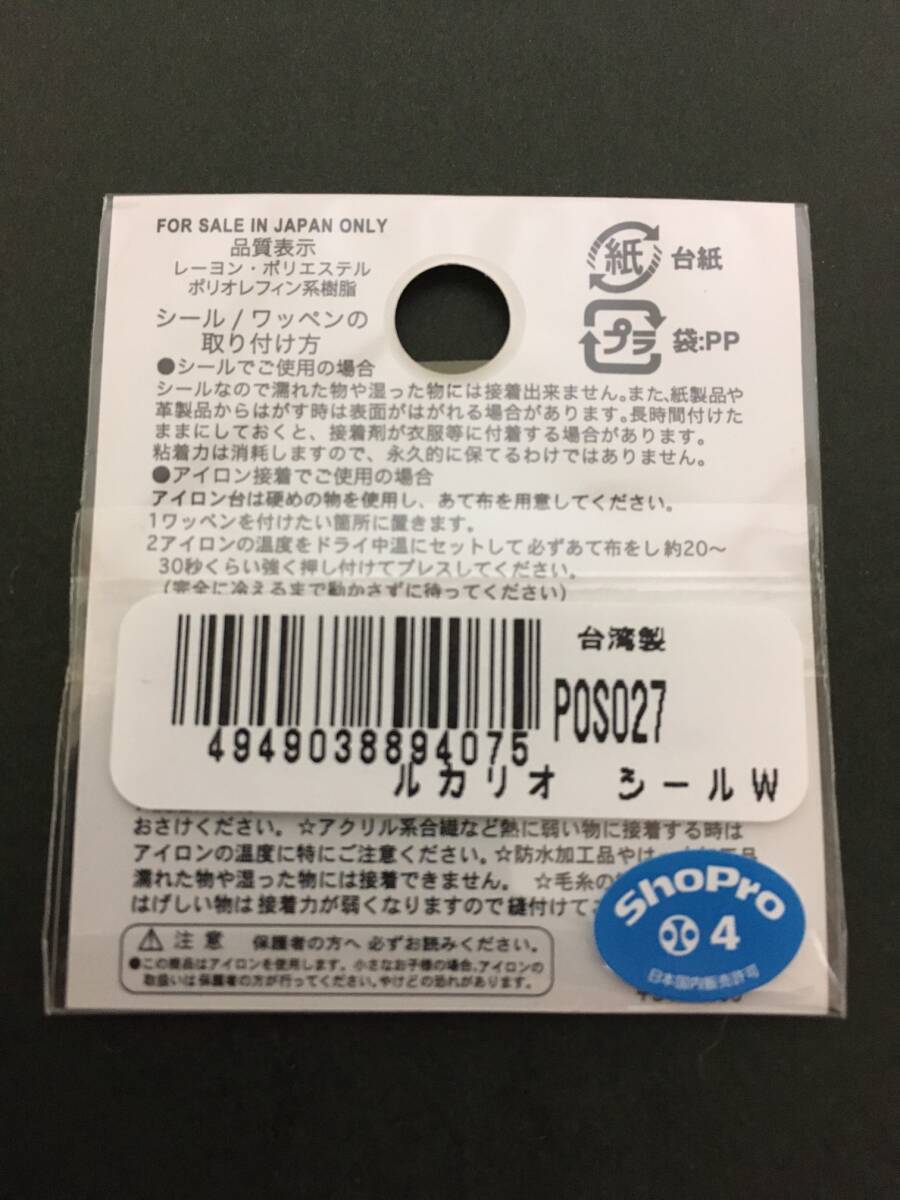 FOR SALE IN JAPAN ONLY
品質表示
レーヨン・ポリエステル
ポリオレフィン系樹脂
紙 台紙
プラ 袋:PP
シール/ワッペンの
取り付け方
●シールでご使用の場合
シールなので濡れた物や湿った物には接着出来ません。また、紙製品や
革製品からはがす時は表面がはがれる場合があります。長時間付けた
ままにしておくと、接着剤が衣服等に付着する場合があります。
粘着力は消耗しますので、永久的に保てるわけではありません。
●アイロン接着でご使用の場合
アイロン台は硬めの物を使用し、あて布を用意してください。
1ワッペンを付けたい箇所に置きます。
2アイロンの温度をドライ中温にセットして必ずあて布をし約20〜
30秒くらい強く押し付けてプレスしてください。
(完全に冷えるまで動かさずに待ってください)
台湾製
POS027
4949038894075
ルカリオ シールW
おさけください。☆アクリル系合繊など熱に弱い物に接着する時は
アイロンの温度に特にご注意ください。☆防水加工品や
濡れた物や湿った物には接着できません。 ☆毛糸の
はげしい物は接着力が弱くなりますので縫付けて
⚠ 注意 保護者の方へ 必ずお読みください。
●この商品はアイロンを使用します。小さなお子様の場合、アイロンの
取扱いは保護者の方が行ってください。やけどの恐れがあります。
ShoPro
4
日本国内販売許可